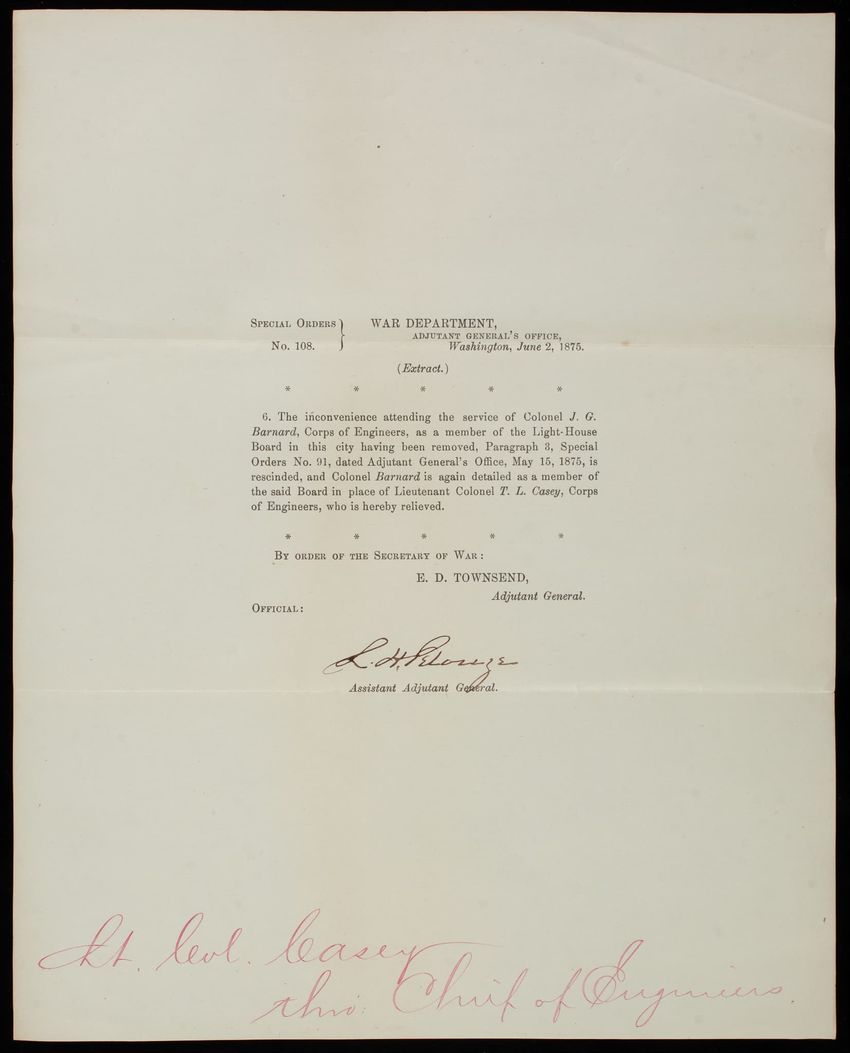 SPECIAL ORDERS } WAR DEPARTMENT,
ADJUTANT GENERAL'S OFFICE,
No. 108. Washington, June 2, 1875.
(Extract.)
* * * * *
6. The inconvenience attending the service of Colonel J. G.
Barnard, Corps of Engineers, as a member of the Light-House
Board in this city having been removed, Paragraph 3, Special
Orders No. 91, dated Adjutant General's Office, May 15, 1875, is
rescinded, and Colonel Barnard is again detailed as a member of
the said Board in place of Lieutenant Colonel T. L. Casey, Corps
of Engineers, who is hereby relieved.
* * * * *
BY ORDER OF THE SECRETARY OF WAR:
E. D. TOWNSEND,
Adjutant General.
OFFICIAL:
L. H. Pelouze
Assistant Adjutant General.
Lt. Col. Casey
thro: Chief of Engineers.